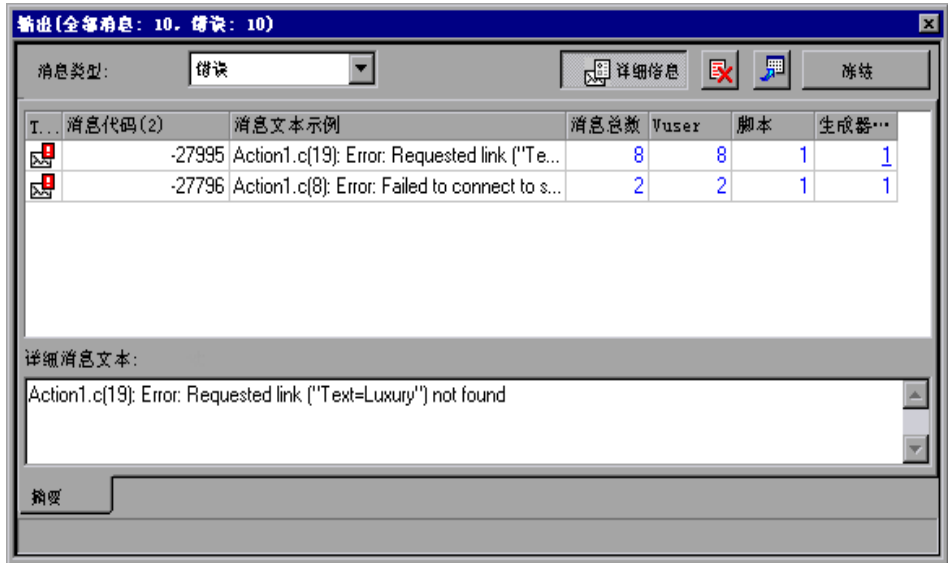 输出(全部消息: 10, 错误: 10)
消息类型: 错误 详细信息 冻结
T... 消息代码(2) 消息文本示例 消息总数 Vuser 脚本 生成器…
-27995 Action1.c(19): Error: Requested link ("Te... 8 8 1 1
-27796 Action1.c(8): Error: Failed to connect to s... 2 2 1 1
详细消息文本:
Action1.c(19): Error: Requested link ("Text=Luxury") not found
摘要